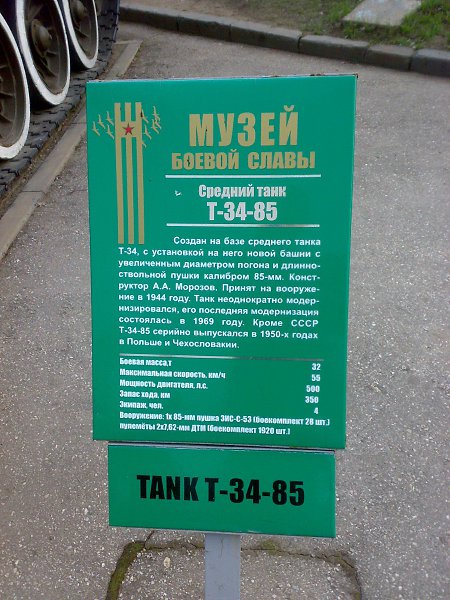 МУЗЕЙ
БОЕВОЙ СЛАВЫ
Средний танк
Т-34-85
Создан на базе среднего танка
Т-34, с установкой на него новой башни с
увеличенным диаметром погона и длинно-
ствольной пушки калибром 85-мм. Конст-
руктор А.А. Морозов. Принят на вооруже-
ние в 1944 году. Танк неоднократно модер-
низировался, его последняя модернизация
состоялась в 1969 году. Кроме СССР
Т-34-85 серийно выпускался в 1950-х годах
в Польше и Чехословакии.
Боевая масса,т 32
Максимальная скорость, км/ч 55
Мощность двигателя, л.с. 500
Запас хода, км 350
Экипаж, чел. 4
Вооружение: 1х 85-мм пушка ЗИС-С-53 (боекомплект 28 шт.)
пулемёты 2х7,62-мм ДТМ (боекомплект 1920 шт.)
TANK T-34-85